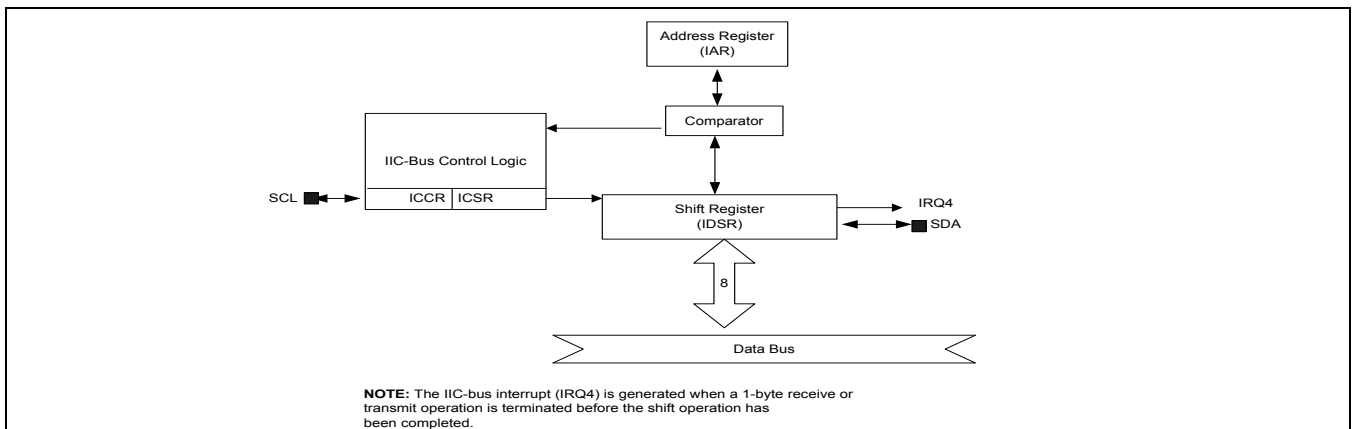 Address Register
(IAR)
Comparator
IIC-Bus Control Logic
SCL
ICCR ICSR
Shift Register
(IDSR)
IRQ4
SDA
8
Data Bus
NOTE: The IIC-bus interrupt (IRQ4) is generated when a 1-byte receive or
transmit operation is terminated before the shift operation has
been completed.